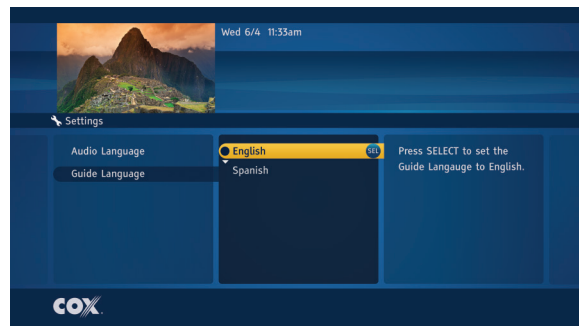 Wed 6/4 11:33am
Settings
Audio Language
Guide Language
English
SEL
Spanish
Press SELECT to set the
Guide Langauge to English.
COX.